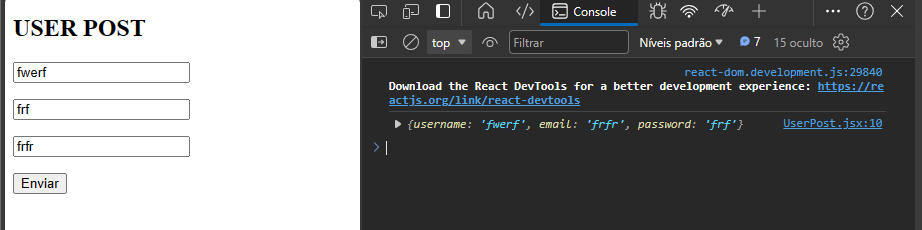 USER POST
fwerf
frf
frfr
Enviar
Console
top
Filtrar
Níveis padrão
7
15 oculto
react-dom.development.js:29840
Download the React DevTools for a better development experience: https://re
actjs.org/link/react-devtools
{username: 'fwerf', email: 'frfr', password: 'frf'}
UserPost.jsx:10